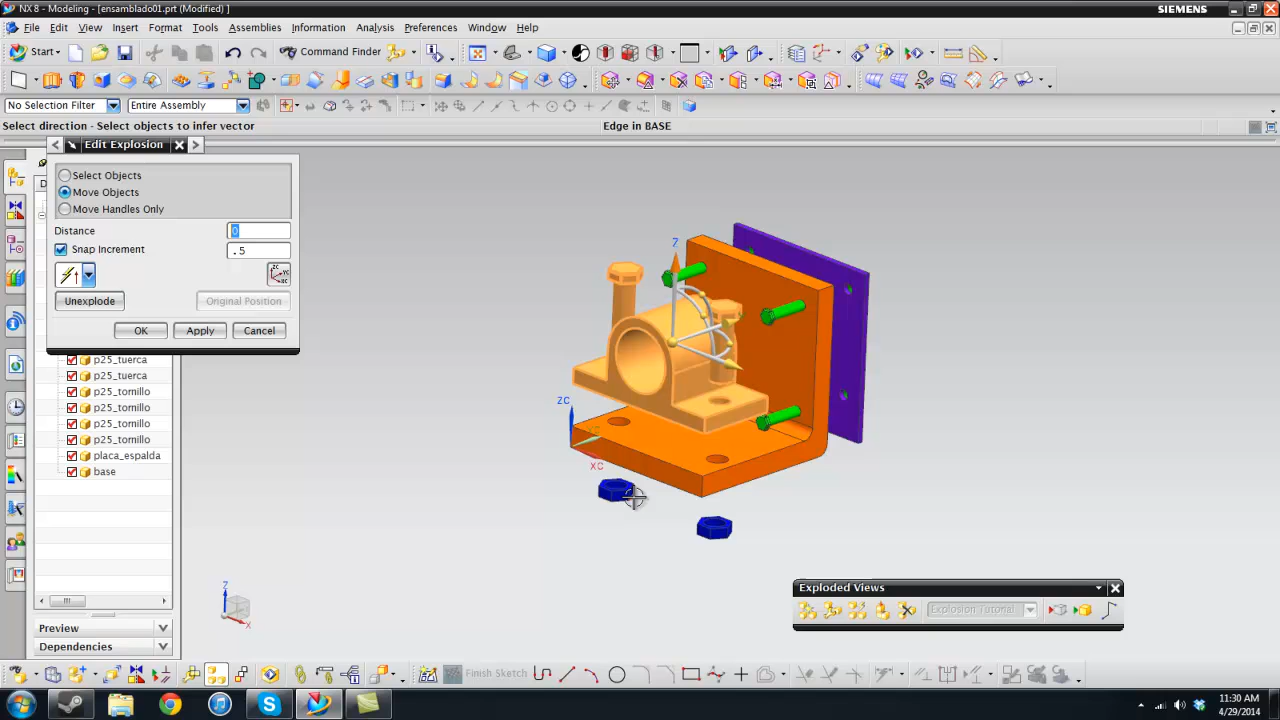 NX 8 - Modeling - [ensamblado01.prt (Modified) ]
SIEMENS
File Edit View Insert Format Tools Assemblies Information Analysis Preferences Window Help
Start
Command Finder
No Selection Filter
Entire Assembly
Select direction - Select objects to infer vector
Edge in BASE
Edit Explosion
Select Objects
Move Objects
Move Handles Only
Distance
0
Snap Increment
.5
Unexplode
Original Position
OK
Apply
Cancel
p25_tuerca
p25_tuerca
p25_tornillo
p25_tornillo
p25_tornillo
p25_tornillo
placa_espalda
base
Z
ZC
XC
Z
X
Exploded Views
Explosion Tutorial
Preview
Dependencies
Finish Sketch
11:30 AM
4/29/2014